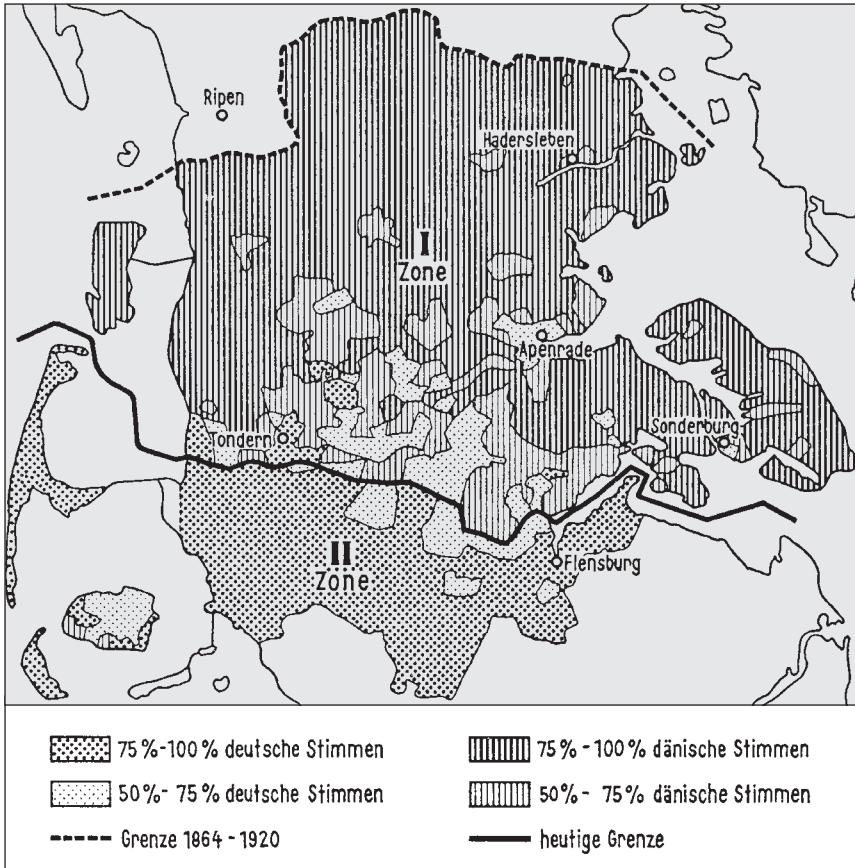 Ripen
Hadersleben
I
Zone
Apenrade
Tondern
Sonderburg
II
Zone
Flensburg
75%-100% deutsche Stimmen
75%-100% dänische Stimmen
50%- 75% deutsche Stimmen
50%- 75% dänische Stimmen
Grenze 1864-1920
heutige Grenze